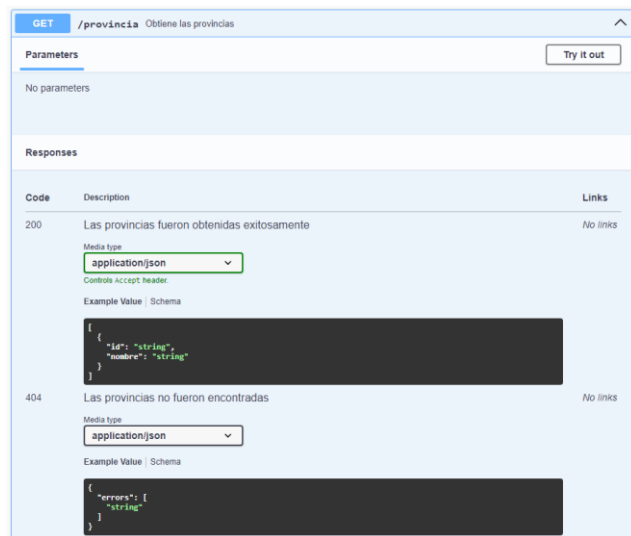 GET /provincia Obtiene las provincias
Parameters
Try it out
No parameters
Responses
Code Description Links
200 Las provincias fueron obtenidas exitosamente No links
Media type
application/json
Controls Accept header.
Example Value | Schema
[
{
"id": "string",
"nombre": "string"
}
]
404 Las provincias no fueron encontradas No links
Media type
application/json
Example Value | Schema
{
"errors": [
"string"
]
}